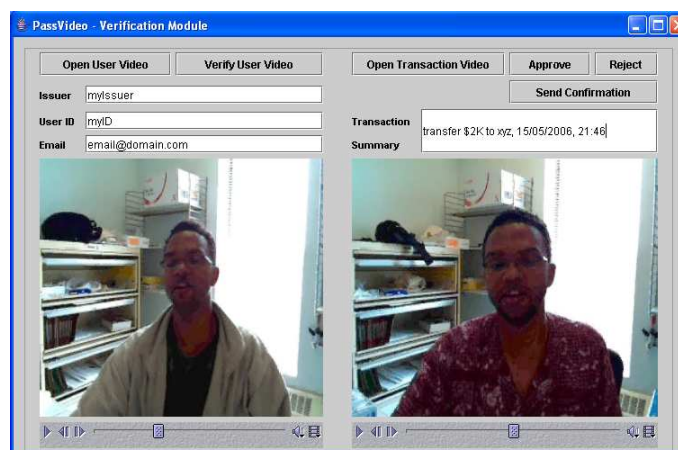 PassVideo - Verification Module
Open User Video Verify User Video Open Transaction Video Approve Reject
Send Confirmation
Issuer myIssuer
User ID myID
Email email@domain.com
Transaction Summary transfer $2K to xyz, 15/05/2006, 21:46